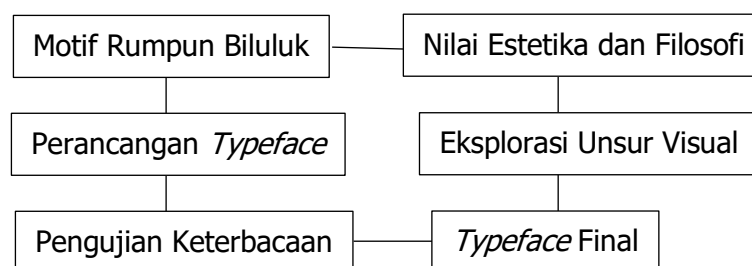 Motif Rumpun Biluluk
Nilai Estetika dan Filosofi
Perancangan Typeface
Eksplorasi Unsur Visual
Pengujian Keterbacaan
Typeface Final